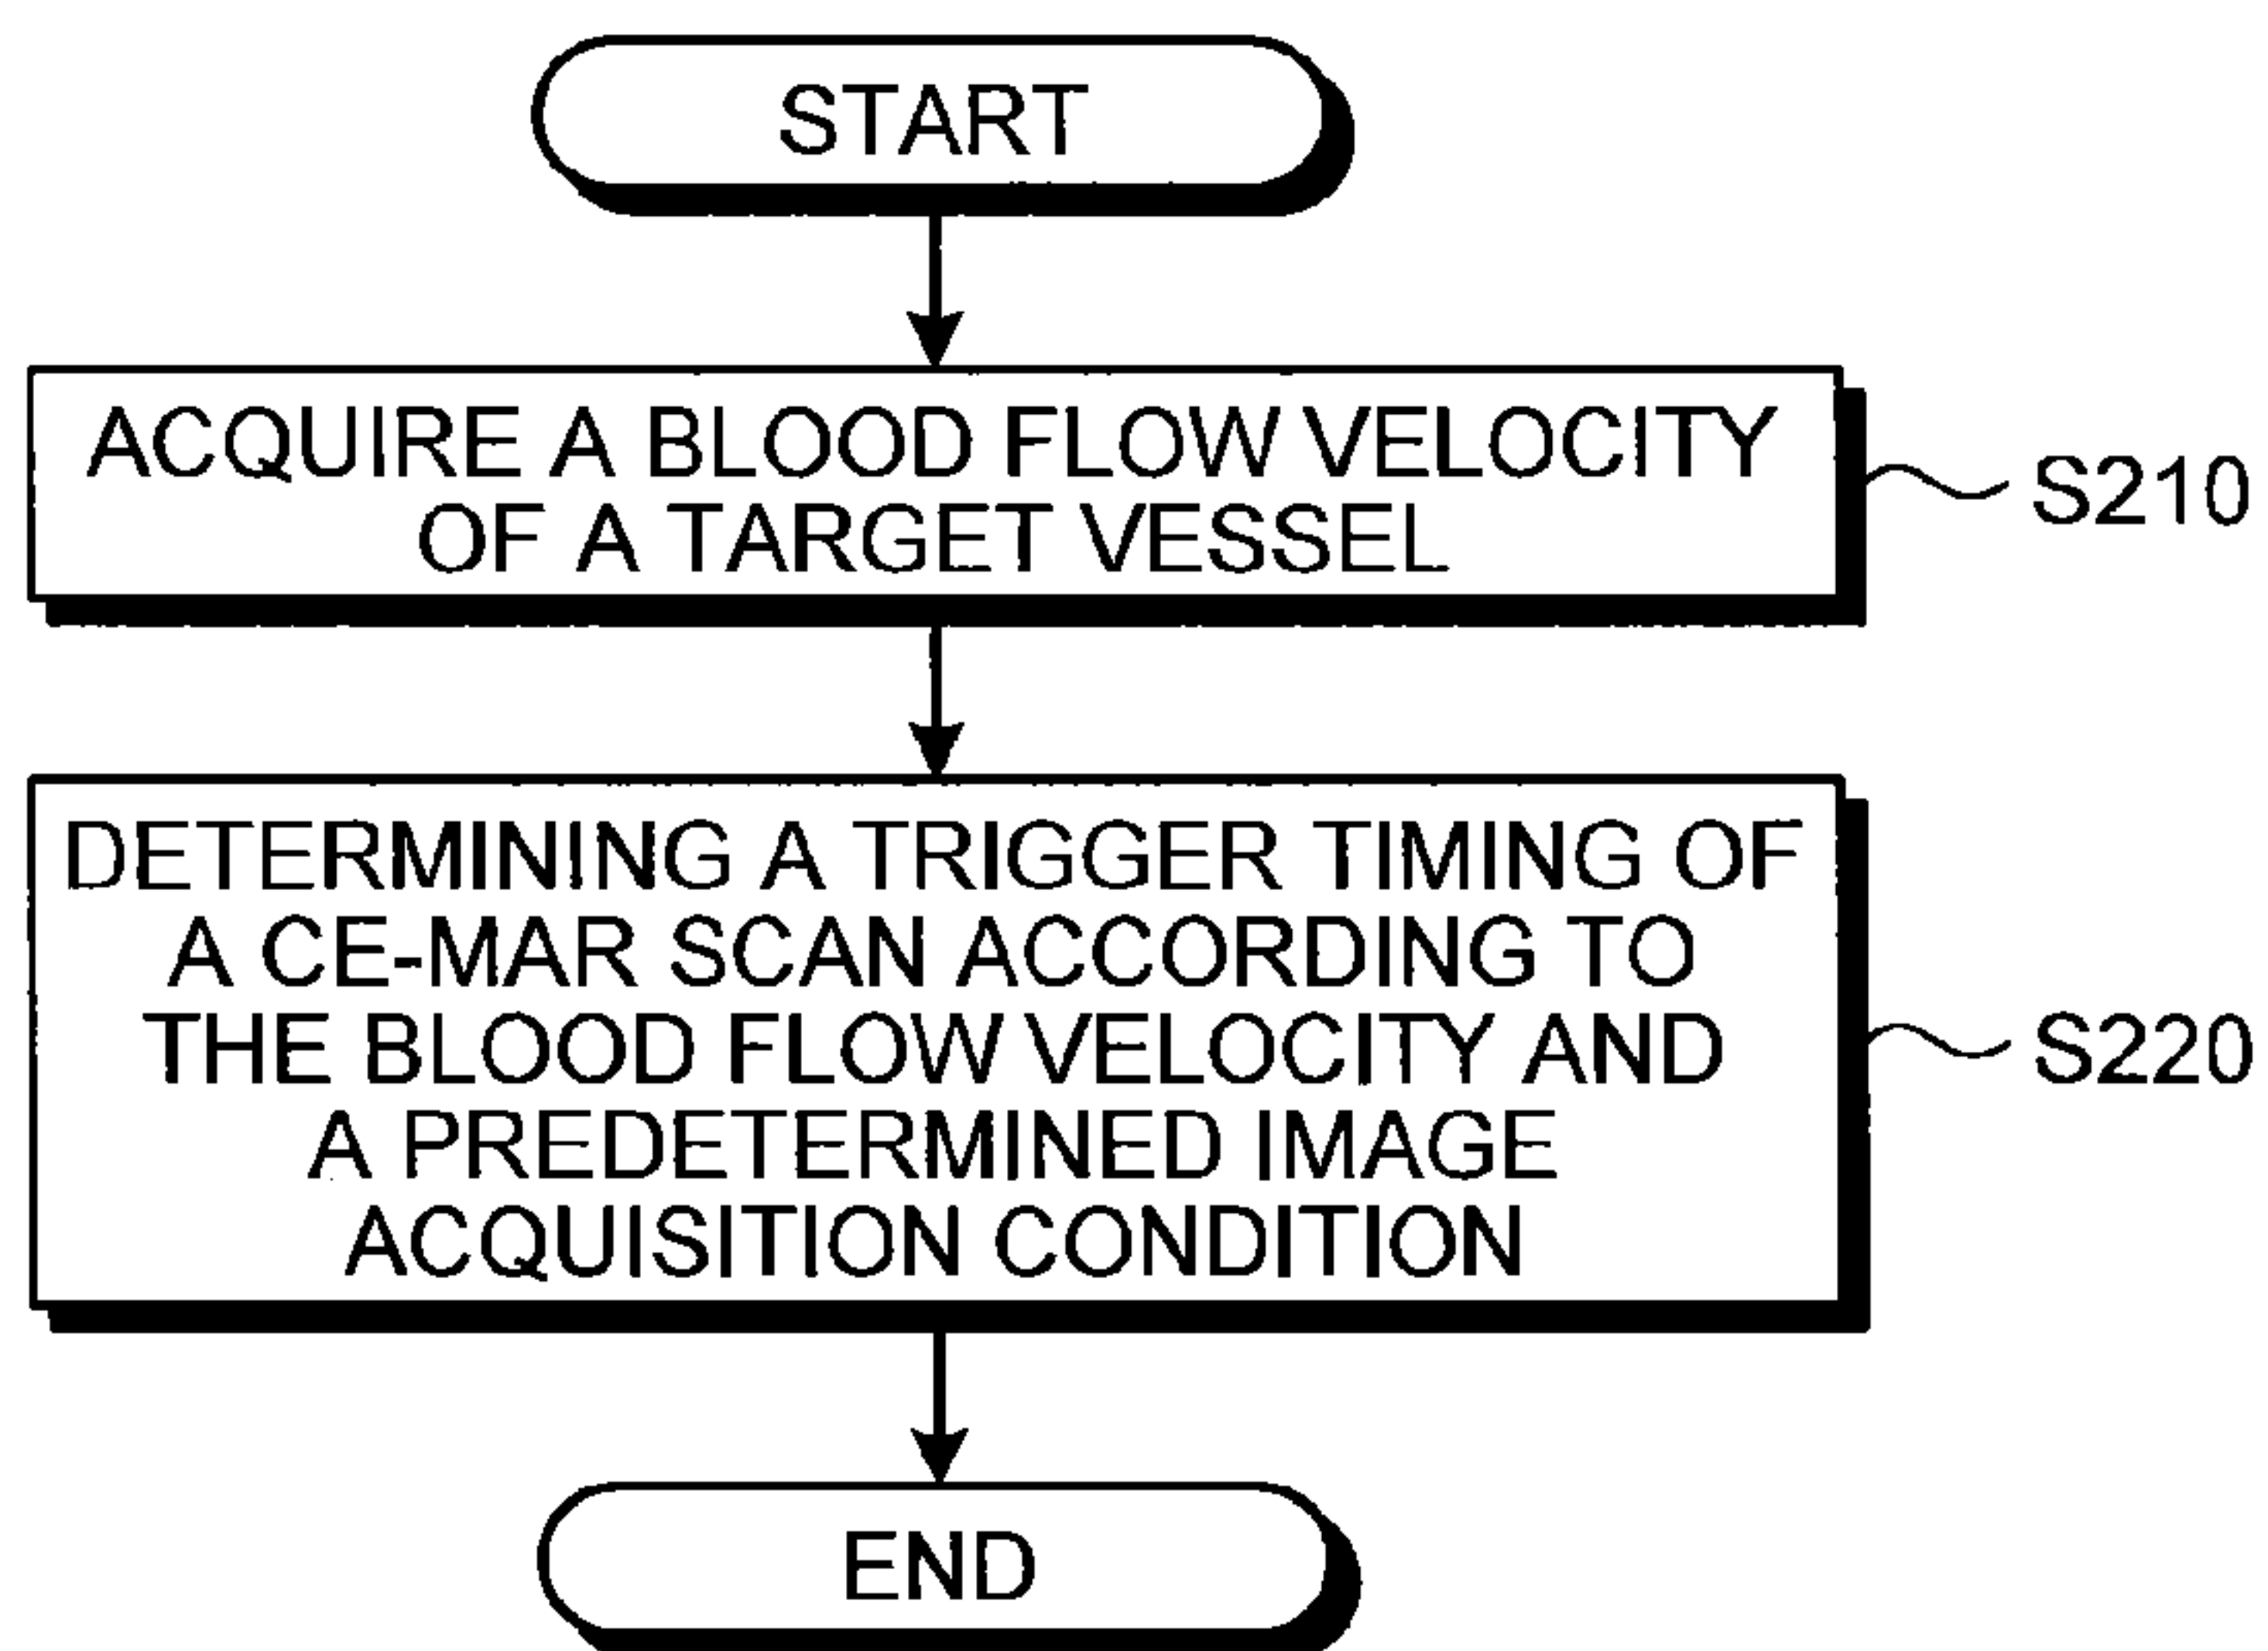 START
ACQUIRE A BLOOD FLOW VELOCITY
OF A TARGET VESSEL
S210
DETERMINING A TRIGGER TIMING OF
A CE-MAR SCAN ACCORDING TO
THE BLOOD FLOW VELOCITY AND
A PREDETERMINED IMAGE
ACQUISITION CONDITION
S220
END